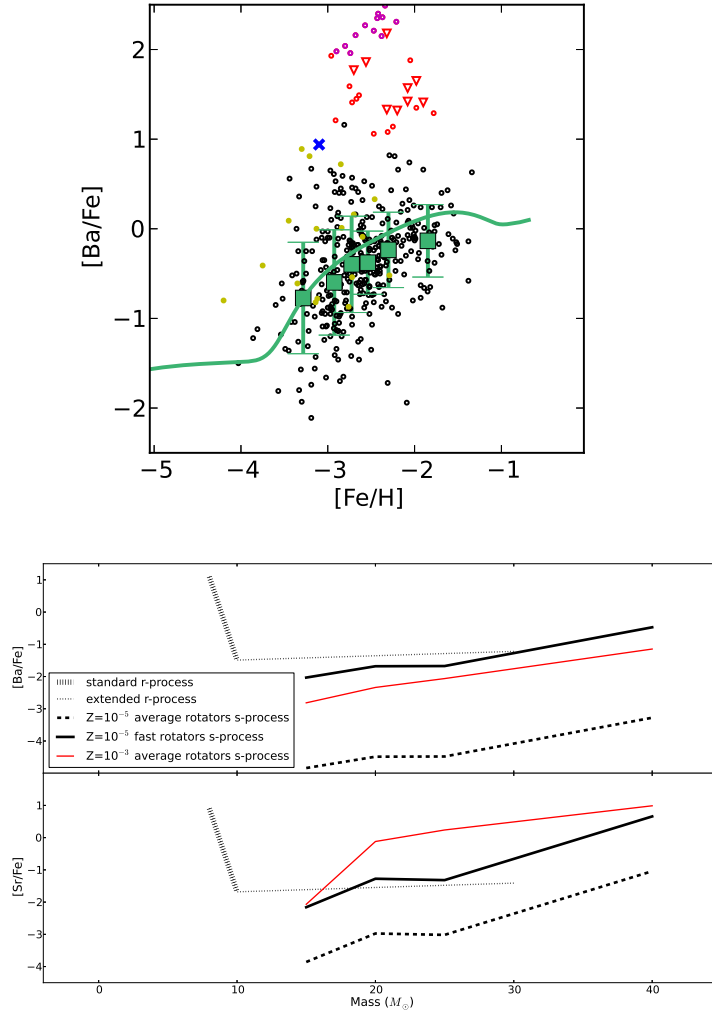 2
1
0
−1
−2
[Ba/Fe]
−5 −4 −3 −2 −1
[Fe/H]
1
0
−1
−2
−3
−4
[Ba/Fe]
standard r-process
extended r-process
Z=10⁻⁵ average rotators s-process
Z=10⁻⁵ fast rotators s-process
Z=10⁻³ average rotators s-process
1
0
−1
−2
−3
−4
[Sr/Fe]
0 10 20 30 40
Mass (M⊙)